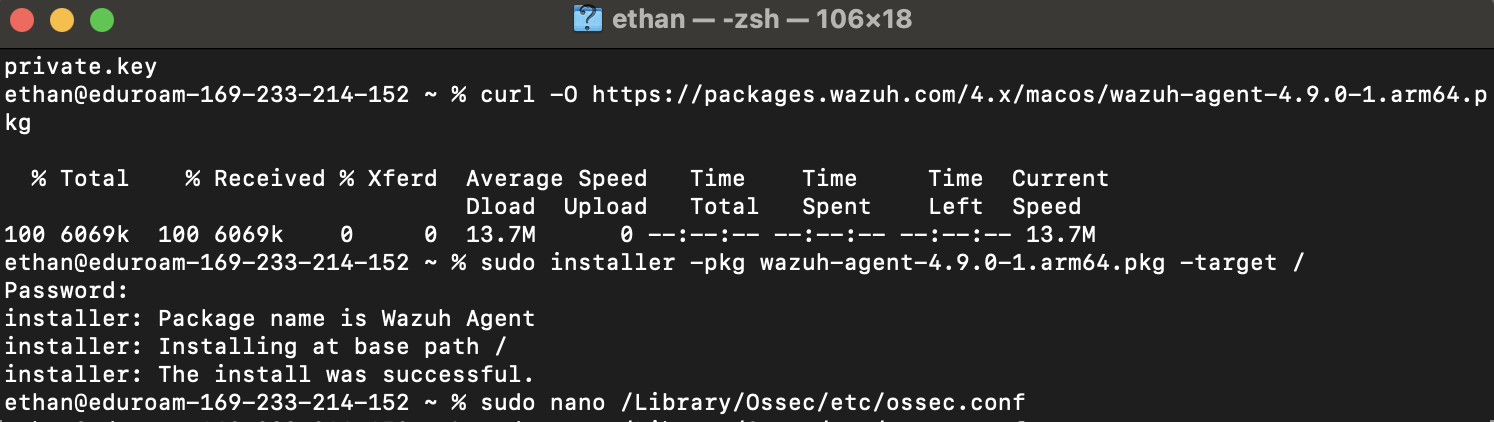 ethan — -zsh — 106×18
private.key
ethan@eduroam-169-233-214-152 ~ % curl -O https://packages.wazuh.com/4.x/macos/wazuh-agent-4.9.0-1.arm64.p
kg
% Total % Received % Xferd Average Speed Time Time Time Current
Dload Upload Total Spent Left Speed
100 6069k 100 6069k 0 0 13.7M 0 --:--:-- --:--:-- --:--:-- 13.7M
ethan@eduroam-169-233-214-152 ~ % sudo installer -pkg wazuh-agent-4.9.0-1.arm64.pkg -target /
Password:
installer: Package name is Wazuh Agent
installer: Installing at base path /
installer: The install was successful.
ethan@eduroam-169-233-214-152 ~ % sudo nano /Library/Ossec/etc/ossec.conf